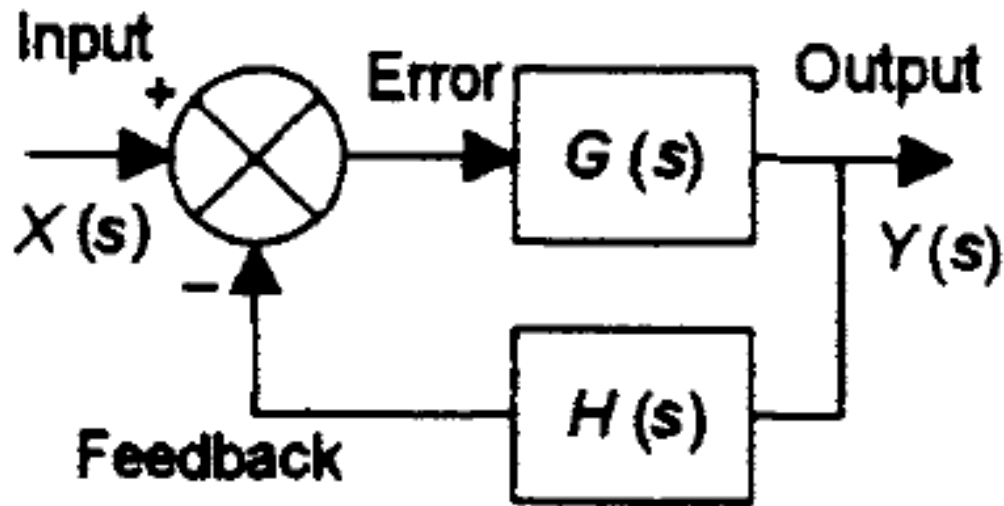 Input
+
Error
Output
G(s)
X(s)
Y(s)
−
H(s)
Feedback